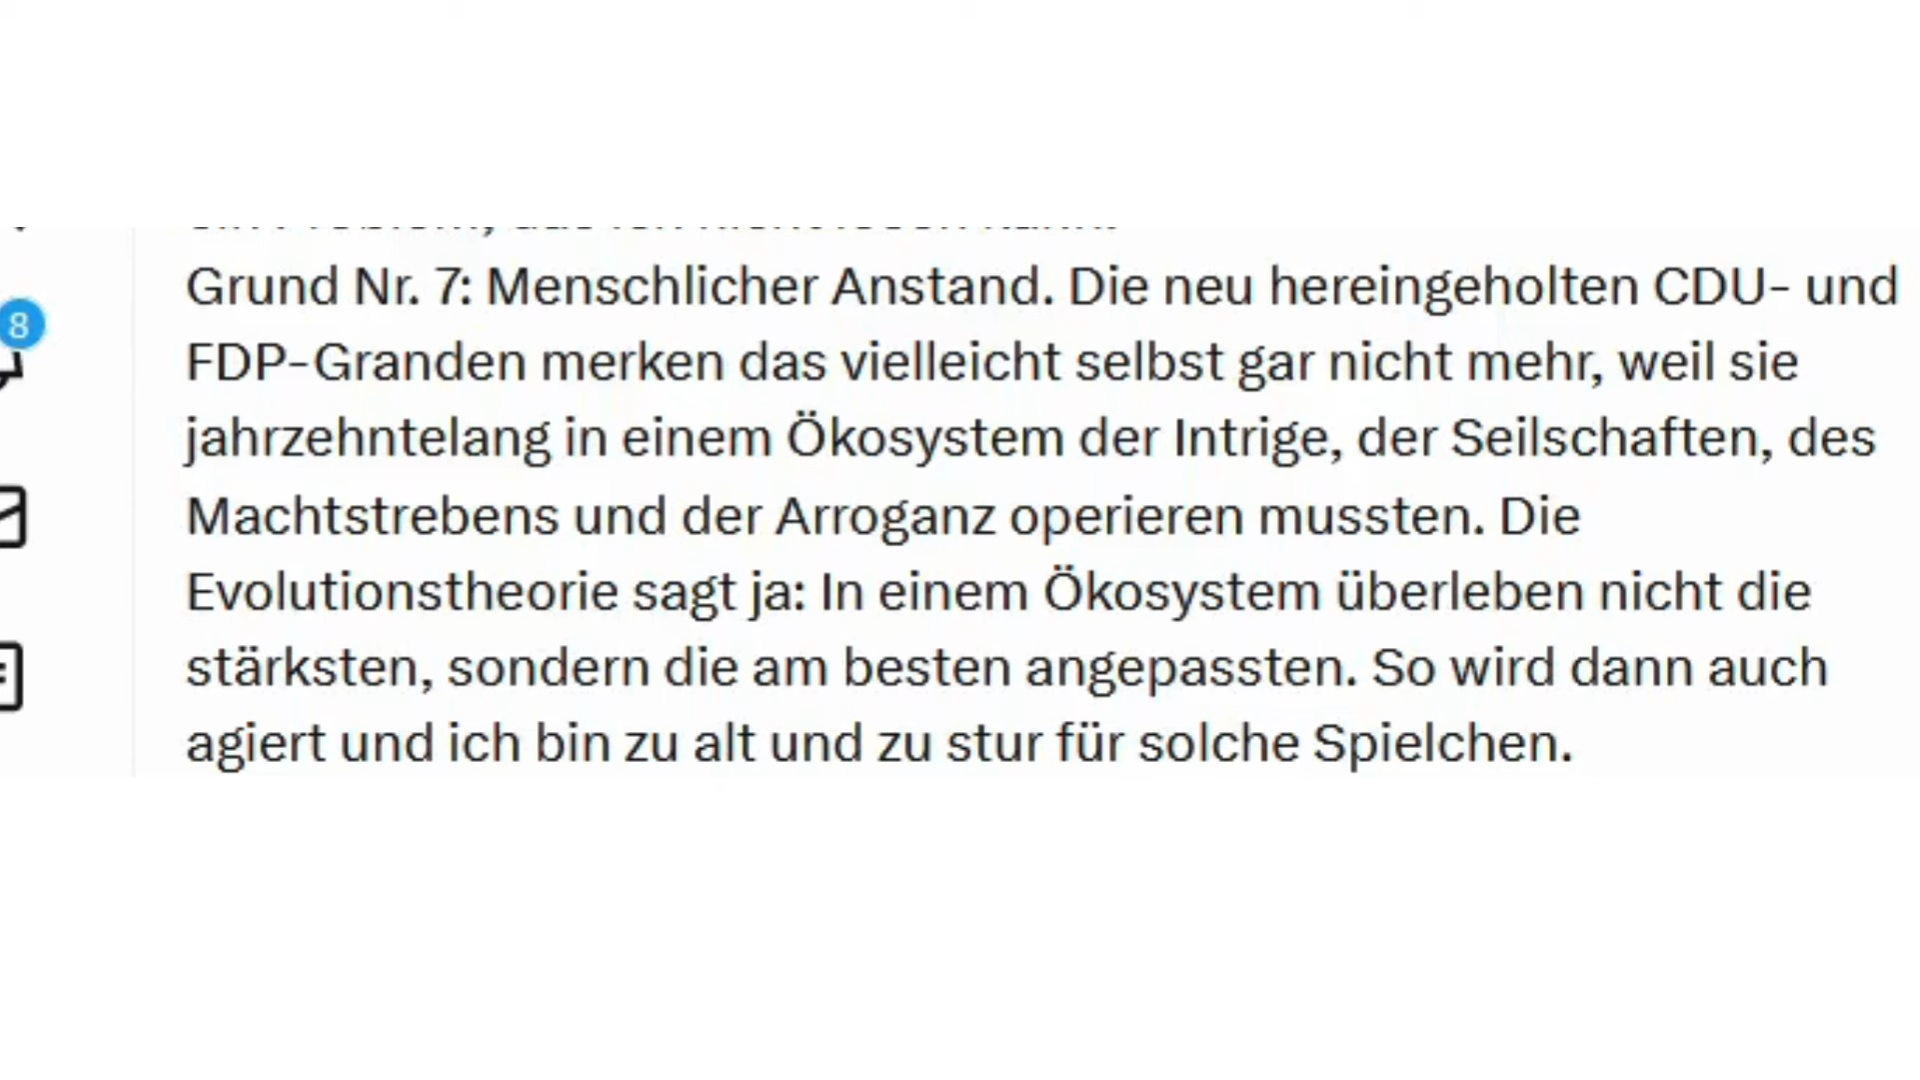 Grund Nr. 7: Menschlicher Anstand. Die neu hereingeholten CDU- und
8
FDP-Granden merken das vielleicht selbst gar nicht mehr, weil sie
jahrzehntelang in einem Ökosystem der Intrige, der Seilschaften, des
Machtstrebens und der Arroganz operieren mussten. Die
Evolutionstheorie sagt ja: In einem Ökosystem überleben nicht die
stärksten, sondern die am besten angepassten. So wird dann auch
agiert und ich bin zu alt und zu stur für solche Spielchen.